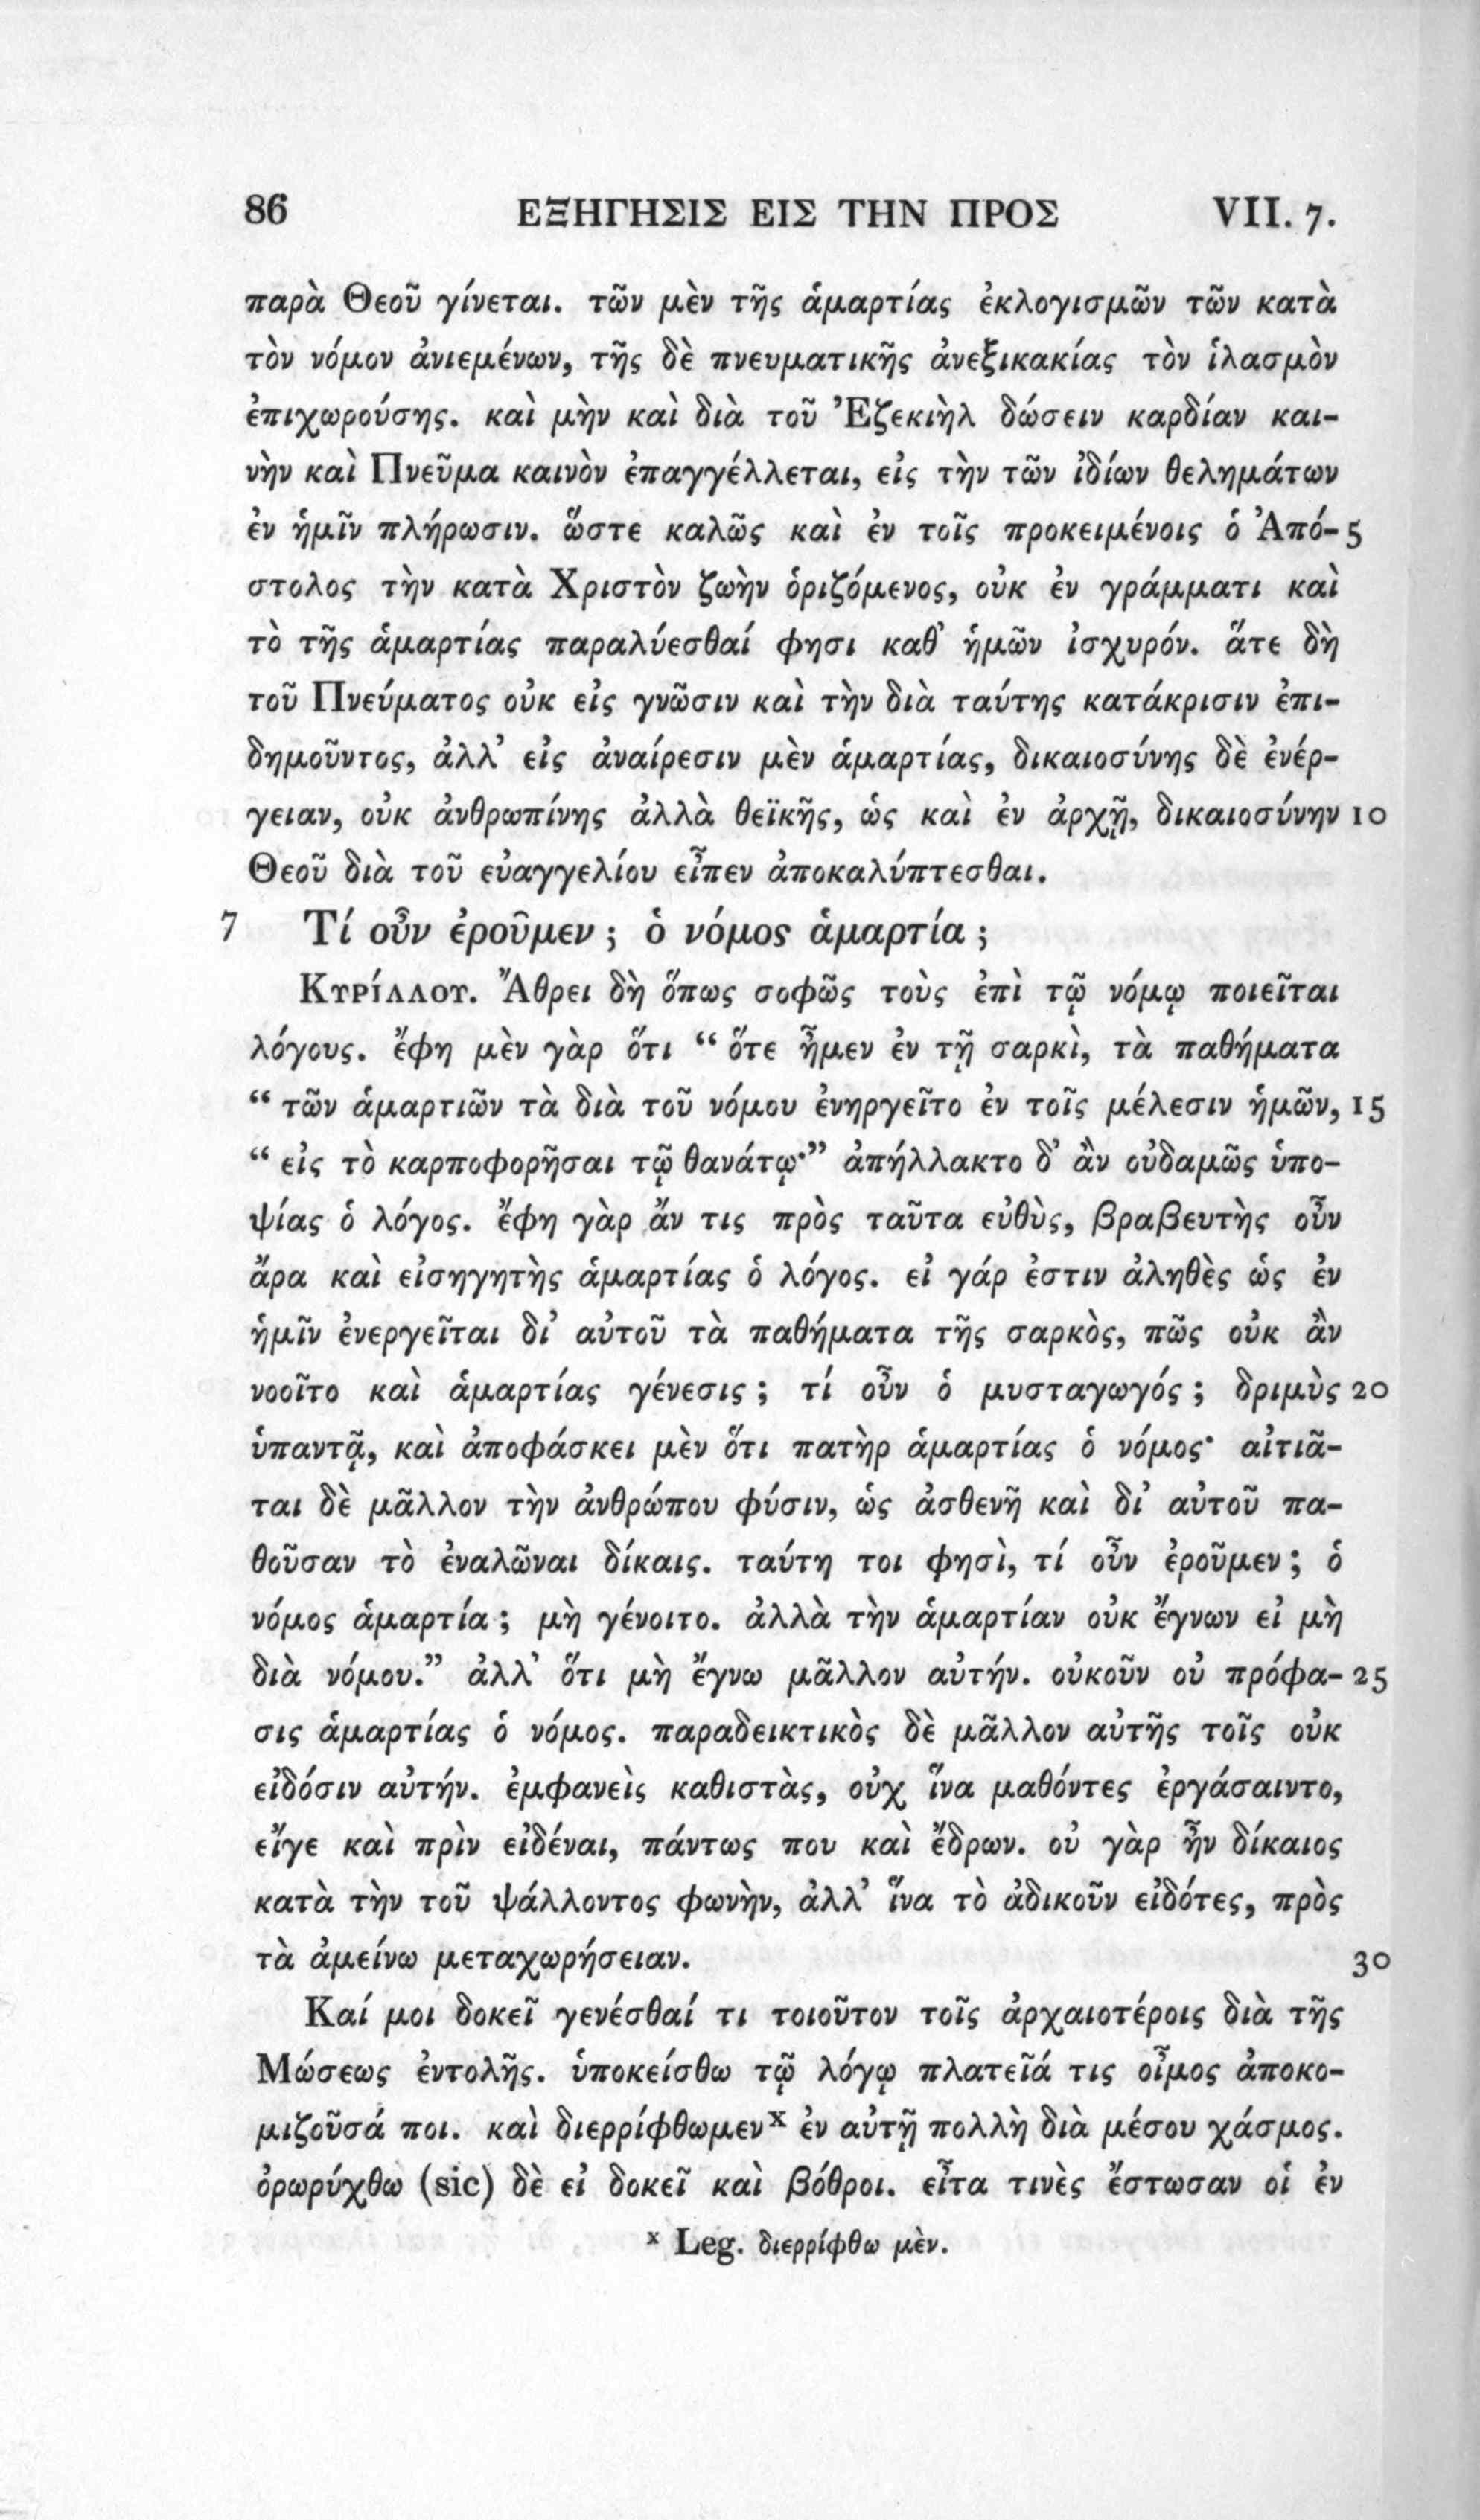 86 ΕΞΗΓΗΣΙΣ ΕΙΣ ΤΗΝ ΠΡΟΣ VII. 7.
παρὰ Θεοῦ γίνεται. τῶν μὲν τῆς ἁμαρτίας ἐκλογισμῶν τῶν κατὰ
τὸν νόμον ἀνιεμένων, τῆς δὲ πνευματικῆς ἀνεξικακίας τὸν ἱλασμὸν
ἐπιχωρούσης. καὶ μὴν καὶ διὰ τοῦ Ἐζεκιὴλ δώσειν καρδίαν και-
νὴν καὶ Πνεῦμα καινὸν ἐπαγγέλλεται, εἰς τὴν τῶν ἰδίων θελημάτων
ἐν ἡμῖν πλήρωσιν. ὥστε καλῶς καὶ ἐν τοῖς προκειμένοις ὁ Ἀπό- 5
στολος τὴν κατὰ Χριστὸν ζωὴν ὁριζόμενος, οὐκ ἐν γράμματι καὶ
τὸ τῆς ἁμαρτίας παραλύεσθαί φησι καθ' ἡμῶν ἰσχυρόν. ἅτε δὴ
τοῦ Πνεύματος οὐκ εἰς γνῶσιν καὶ τὴν διὰ ταύτης κατάκρισιν ἐπι-
δημοῦντος, ἀλλ' εἰς ἀναίρεσιν μὲν ἁμαρτίας, δικαιοσύνης δὲ ἐνέρ-
γειαν, οὐκ ἀνθρωπίνης ἀλλὰ θεϊκῆς, ὡς καὶ ἐν ἀρχῇ, δικαιοσύνην 10
Θεοῦ διὰ τοῦ εὐαγγελίου εἶπεν ἀποκαλύπτεσθαι.
7 Τί οὖν ἐροῦμεν; ὁ νόμος ἁμαρτία;
ΚΥΡΊΛΛΟΥ. Ἄθρει δὴ ὅπως σοφῶς τοὺς ἐπὶ τῷ νόμῳ ποιεῖται
λόγους. ἔφη μὲν γὰρ ὅτι “ ὅτε ἦμεν ἐν τῇ σαρκὶ, τὰ παθήματα
“ τῶν ἁμαρτιῶν τὰ διὰ τοῦ νόμου ἐνηργεῖτο ἐν τοῖς μέλεσιν ἡμῶν, 15
“ εἰς τὸ καρποφορῆσαι τῷ θανάτῳ·” ἀπήλλακτο δ' ἂν οὐδαμῶς ὑπο-
ψίας ὁ λόγος. ἔφη γὰρ ἄν τις πρὸς ταῦτα εὐθὺς, βραβευτὴς οὖν
ἄρα καὶ εἰσηγητὴς ἁμαρτίας ὁ λόγος. εἰ γάρ ἐστιν ἀληθὲς ὡς ἐν
ἡμῖν ἐνεργεῖται δι' αὐτοῦ τὰ παθήματα τῆς σαρκὸς, πῶς οὐκ ἂν
νοοῖτο καὶ ἁμαρτίας γένεσις; τί οὖν ὁ μυσταγωγός; δριμὺς 20
ὑπαντᾷ, καὶ ἀποφάσκει μὲν ὅτι πατὴρ ἁμαρτίας ὁ νόμος· αἰτιᾶ-
ται δὲ μᾶλλον τὴν ἀνθρώπου φύσιν, ὡς ἀσθενῆ καὶ δι' αὐτοῦ πα-
θοῦσαν τὸ ἐναλῶναι δίκαις. ταύτη τοι φησὶ, τί οὖν ἐροῦμεν; ὁ
νόμος ἁμαρτία; μὴ γένοιτο. ἀλλὰ τὴν ἁμαρτίαν οὐκ ἔγνων εἰ μὴ
διὰ νόμου.” ἀλλ' ὅτι μὴ ἔγνω μᾶλλον αὐτήν. οὐκοῦν οὐ πρόφα- 25
σις ἁμαρτίας ὁ νόμος. παραδεικτικὸς δὲ μᾶλλον αὐτῆς τοῖς οὐκ
εἰδόσιν αὐτήν. ἐμφανεὶς καθιστὰς, οὐχ ἵνα μαθόντες ἐργάσαιντο,
εἴγε καὶ πρὶν εἰδέναι, πάντως που καὶ ἔδρων. οὐ γὰρ ἦν δίκαιος
κατὰ τὴν τοῦ ψάλλοντος φωνὴν, ἀλλ' ἵνα τὸ ἀδικοῦν εἰδότες, πρὸς
τὰ ἀμείνω μεταχωρήσειαν. 30
Καί μοι δοκεῖ γενέσθαί τι τοιοῦτον τοῖς ἀρχαιοτέροις διὰ τῆς
Μώσεως ἐντολῆς. ὑποκείσθω τῷ λόγῳ πλατεῖά τις οἶμος ἀποκο-
μιζοῦσά ποι. καὶ διερρίφθωμεν x ἐν αὐτῇ πολλὴ διὰ μέσου χάσμος.
ὀρωρύχθω (sic) δὲ εἰ δοκεῖ καὶ βόθροι. εἶτα τινὲς ἔστωσαν οἱ ἐν
x Leg. διερρίφθω μὲν.